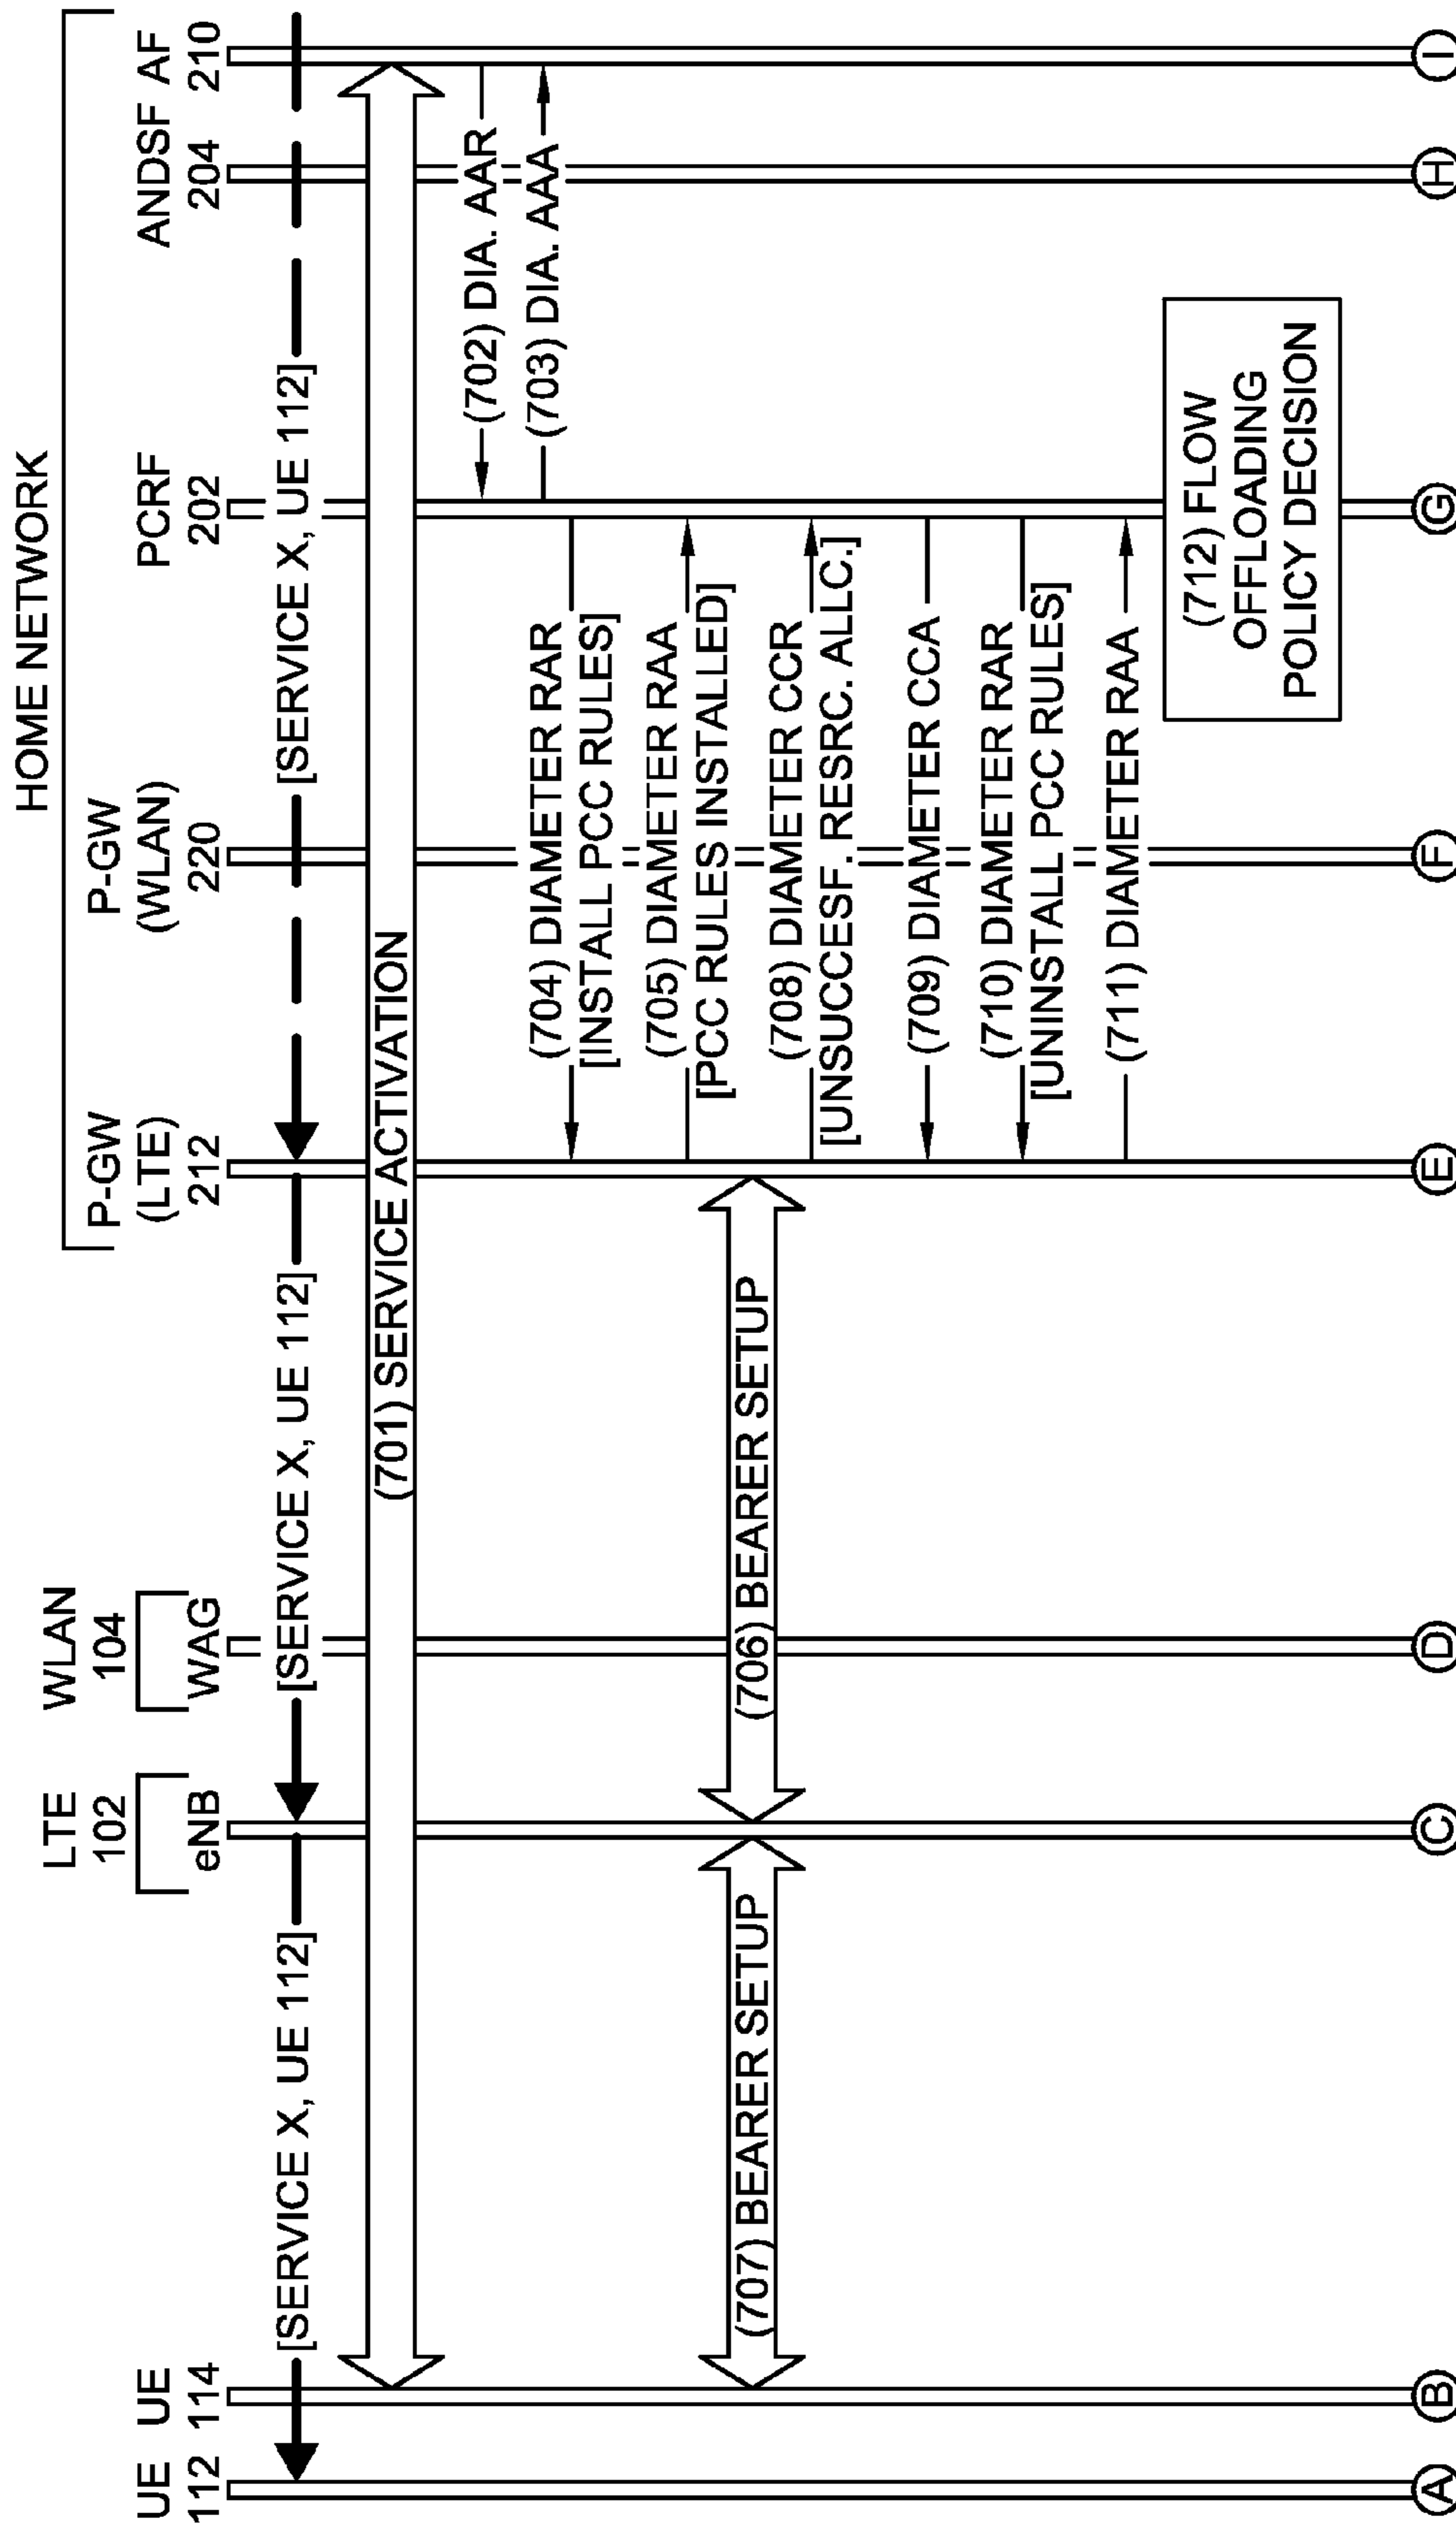 HOME NETWORK
LTE
102
WLAN
104
P-GW
(LTE)
212
P-GW
(WLAN)
220
UE
112
UE
114
eNB
WAG
PCRF
202
ANDSF
204
AF
210
[SERVICE X, UE 112]
[SERVICE X, UE 112]
[SERVICE X, UE 112]
(701) SERVICE ACTIVATION
(702) DIA. AAR
(703) DIA. AAA
(704) DIAMETER RAR
[INSTALL PCC RULES]
(705) DIAMETER RAA
[PCC RULES INSTALLED]
(707) BEARER SETUP
(706) BEARER SETUP
(708) DIAMETER CCR
[UNSUCCESF. RESRC. ALLC.]
(709) DIAMETER CCA
(710) DIAMETER RAR
[UNINSTALL PCC RULES]
(711) DIAMETER RAA
(712) FLOW
OFFLOADING
POLICY DECISION
A
B
C
D
E
F
G
H
I